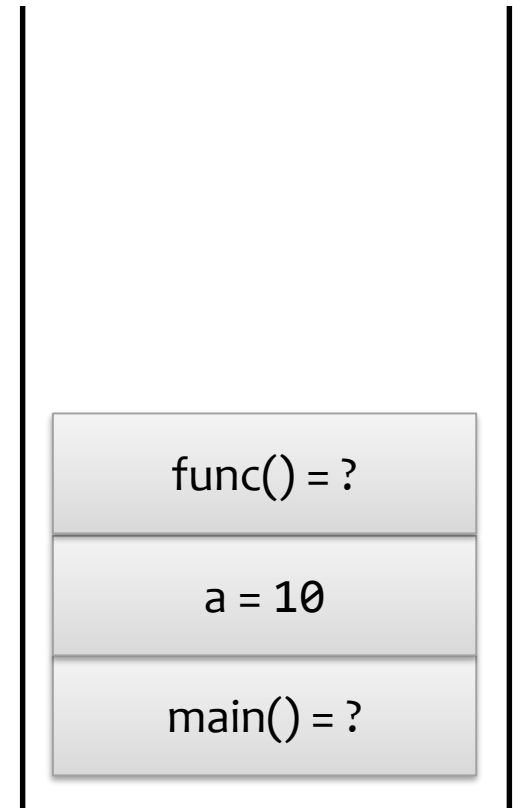 func() = ?
a = 10
main() = ?